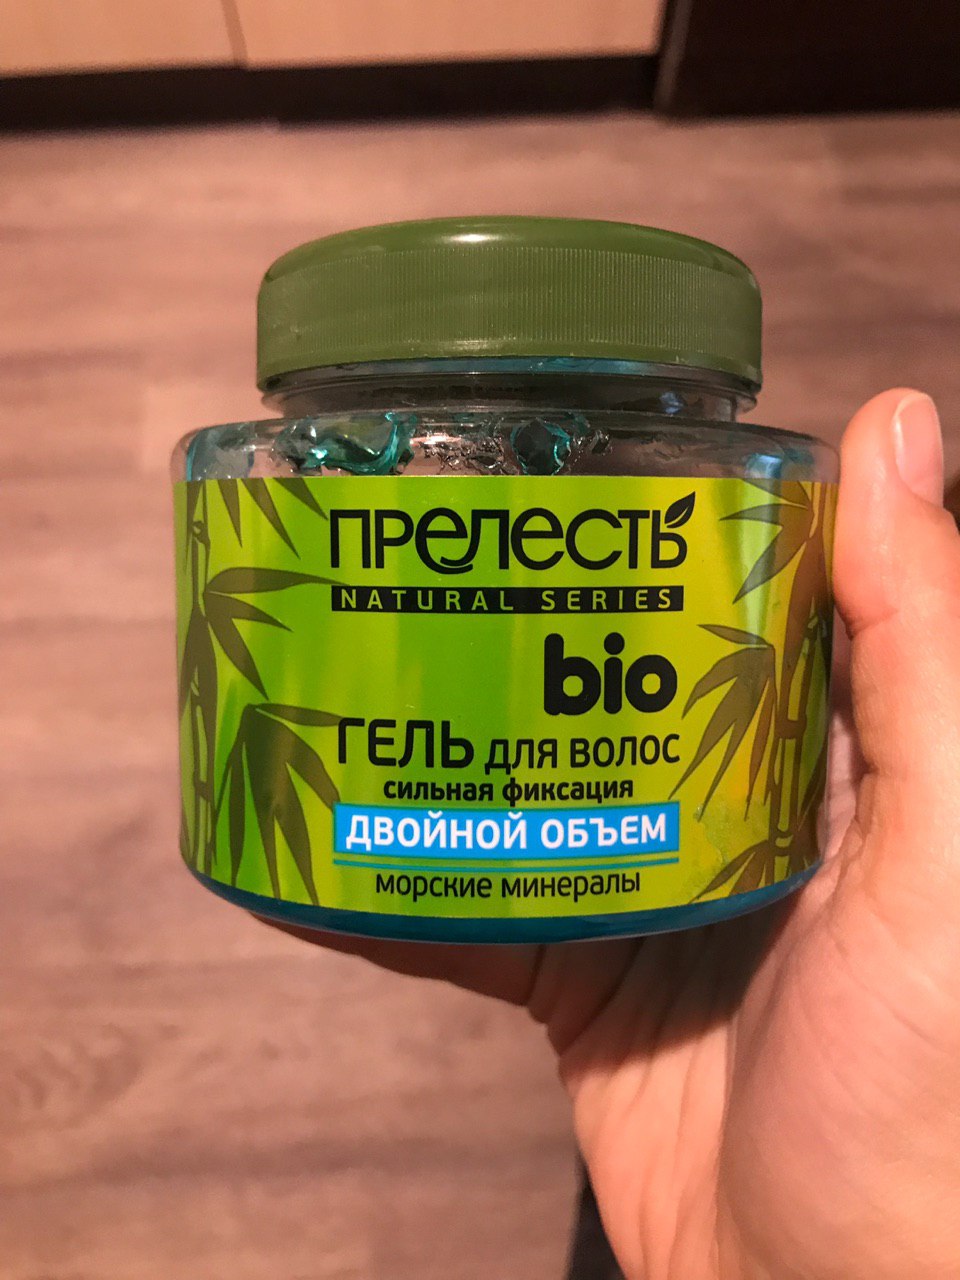 ПРЕЛЕСТЬ
NATURAL SERIES
bio
ГЕЛЬ ДЛЯ ВОЛОС
СИЛЬНАЯ ФИКСАЦИЯ
ДВОЙНОЙ ОБЪЕМ
МОРСКИЕ МИНЕРАЛЫ